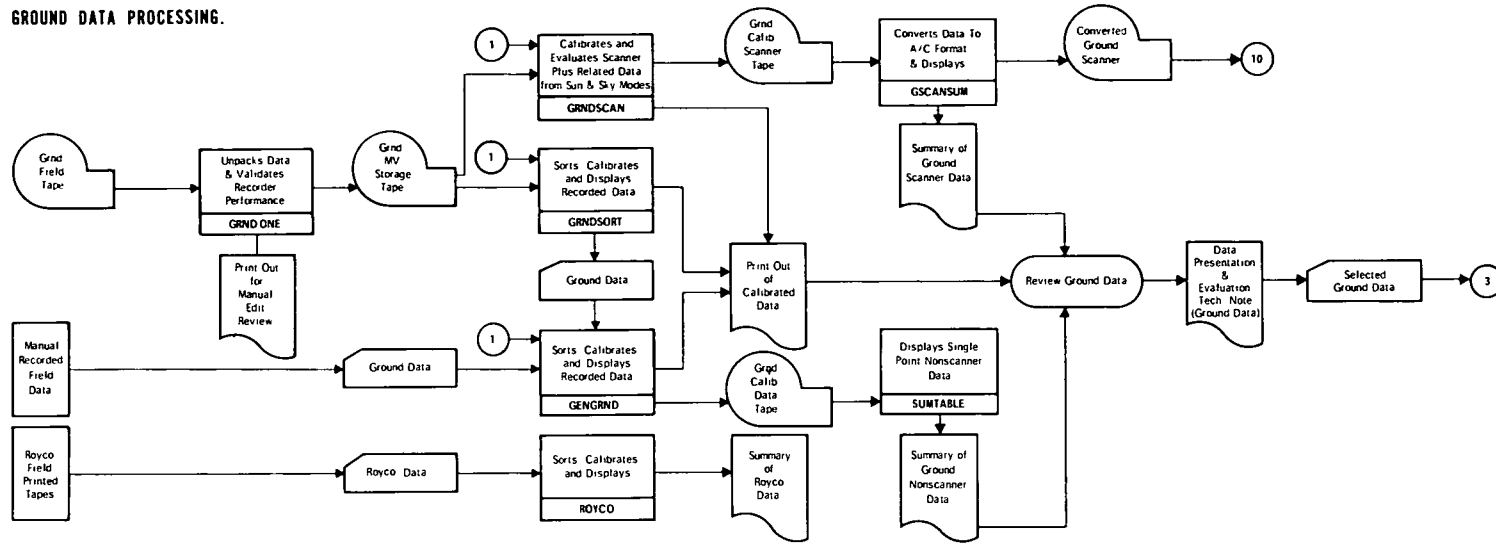 GROUND DATA PROCESSING.
1
Calibrates and
Evaluates Scanner
Plus Related Data
from Sun & Sky Modes
GRNDSCAN
Grnd
Calib
Scanner
Tape
Converts Data To
A/C Format
& Displays
GSCANSUM
Converted
Ground
Scanner
10
Grnd
Field
Tape
Unpacks Data
& Validates
Recorder
Performance
GRND ONE
Grnd
MV
Storage
Tape
1
Sorts Calibrates
and Displays
Recorded Data
GRNDSORT
Summary of
Ground
Scanner Data
Print Out
for
Manual
Edit
Review
Ground Data
Print Out
of
Calibrated
Data
Review Ground Data
Data
Presentation
&
Evaluation
Tech Note
(Ground Data)
Selected
Ground Data
3
Manual
Recorded
Field
Data
Ground Data
1
Sorts Calibrates
and Displays
Recorded Data
GENGRND
Grnd
Calib
Data
Tape
Displays Single
Point Nonscanner
Data
SUMTABLE
Royco
Field
Printed
Tapes
Royco Data
Sorts Calibrates
and Displays
ROYCO
Summary
of
Royco
Data
Summary of
Ground
Nonscanner
Data